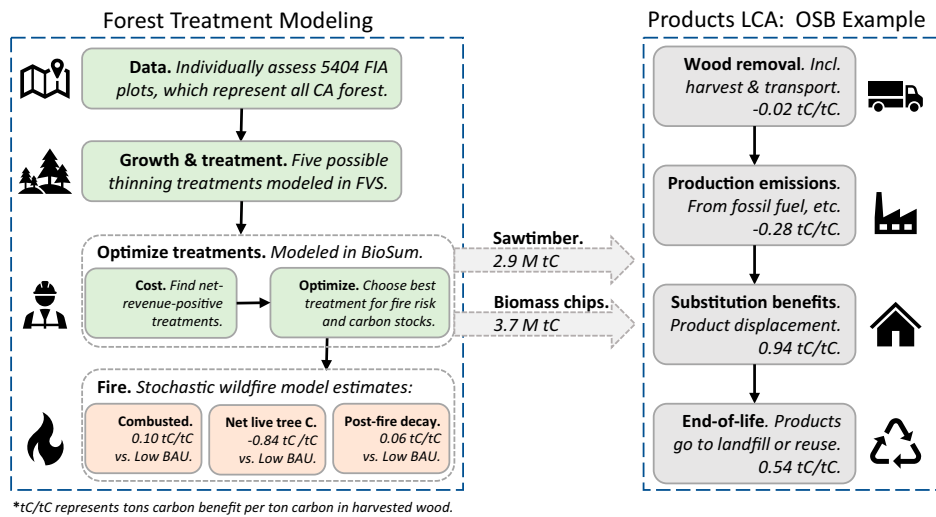 Forest Treatment Modeling
Data. Individually assess 5404 FIA
plots, which represent all CA forest.
Growth & treatment. Five possible
thinning treatments modeled in FVS.
Optimize treatments. Modeled in BioSum.
Cost. Find net-
revenue-positive
treatments.
Optimize. Choose best
treatment for fire risk
and carbon stocks.
Fire. Stochastic wildfire model estimates:
Combusted.
0.10 tC/tC
vs. Low BAU.
Net live tree C.
-0.84 tC /tC
vs. Low BAU.
Post-fire decay.
0.06 tC/tC
vs. Low BAU.
Sawtimber.
2.9 M tC
Biomass chips.
3.7 M tC
Products LCA: OSB Example
Wood removal. Incl.
harvest & transport.
-0.02 tC/tC.
Production emissions.
From fossil fuel, etc.
-0.28 tC/tC.
Substitution benefits.
Product displacement.
0.94 tC/tC.
End-of-life. Products
go to landfill or reuse.
0.54 tC/tC.
*tC/tC represents tons carbon benefit per ton carbon in harvested wood.